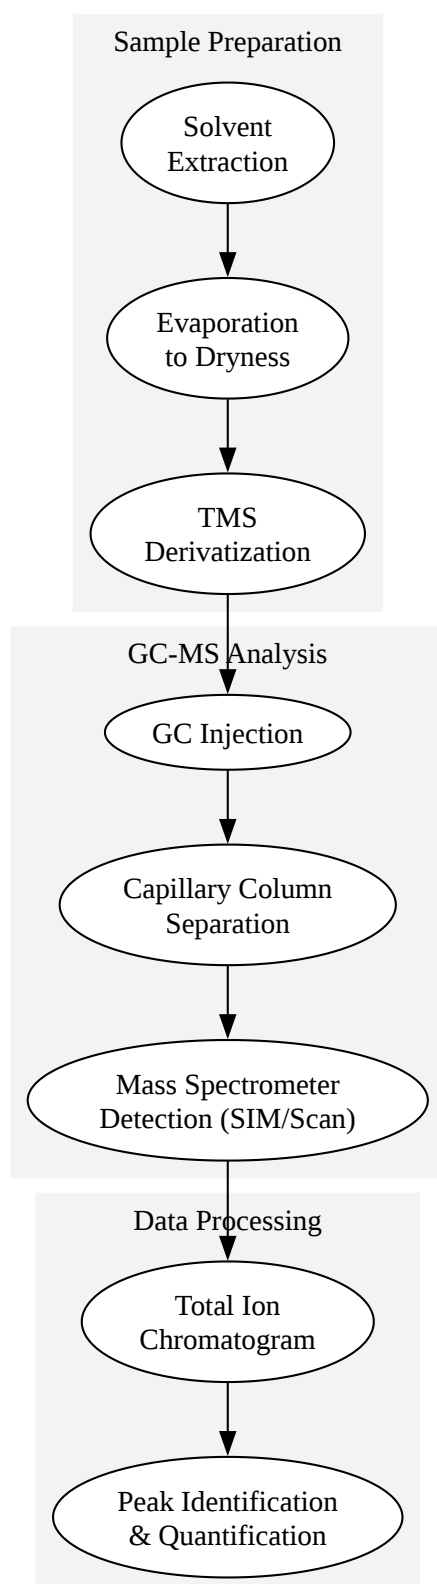 Sample Preparation
Solvent
Extraction
Evaporation
to Dryness
TMS
Derivatization
GC-MS Analysis
GC Injection
Capillary Column
Separation
Mass Spectrometer
Detection (SIM/Scan)
Data Processing
Total Ion
Chromatogram
Peak Identification
& Quantification